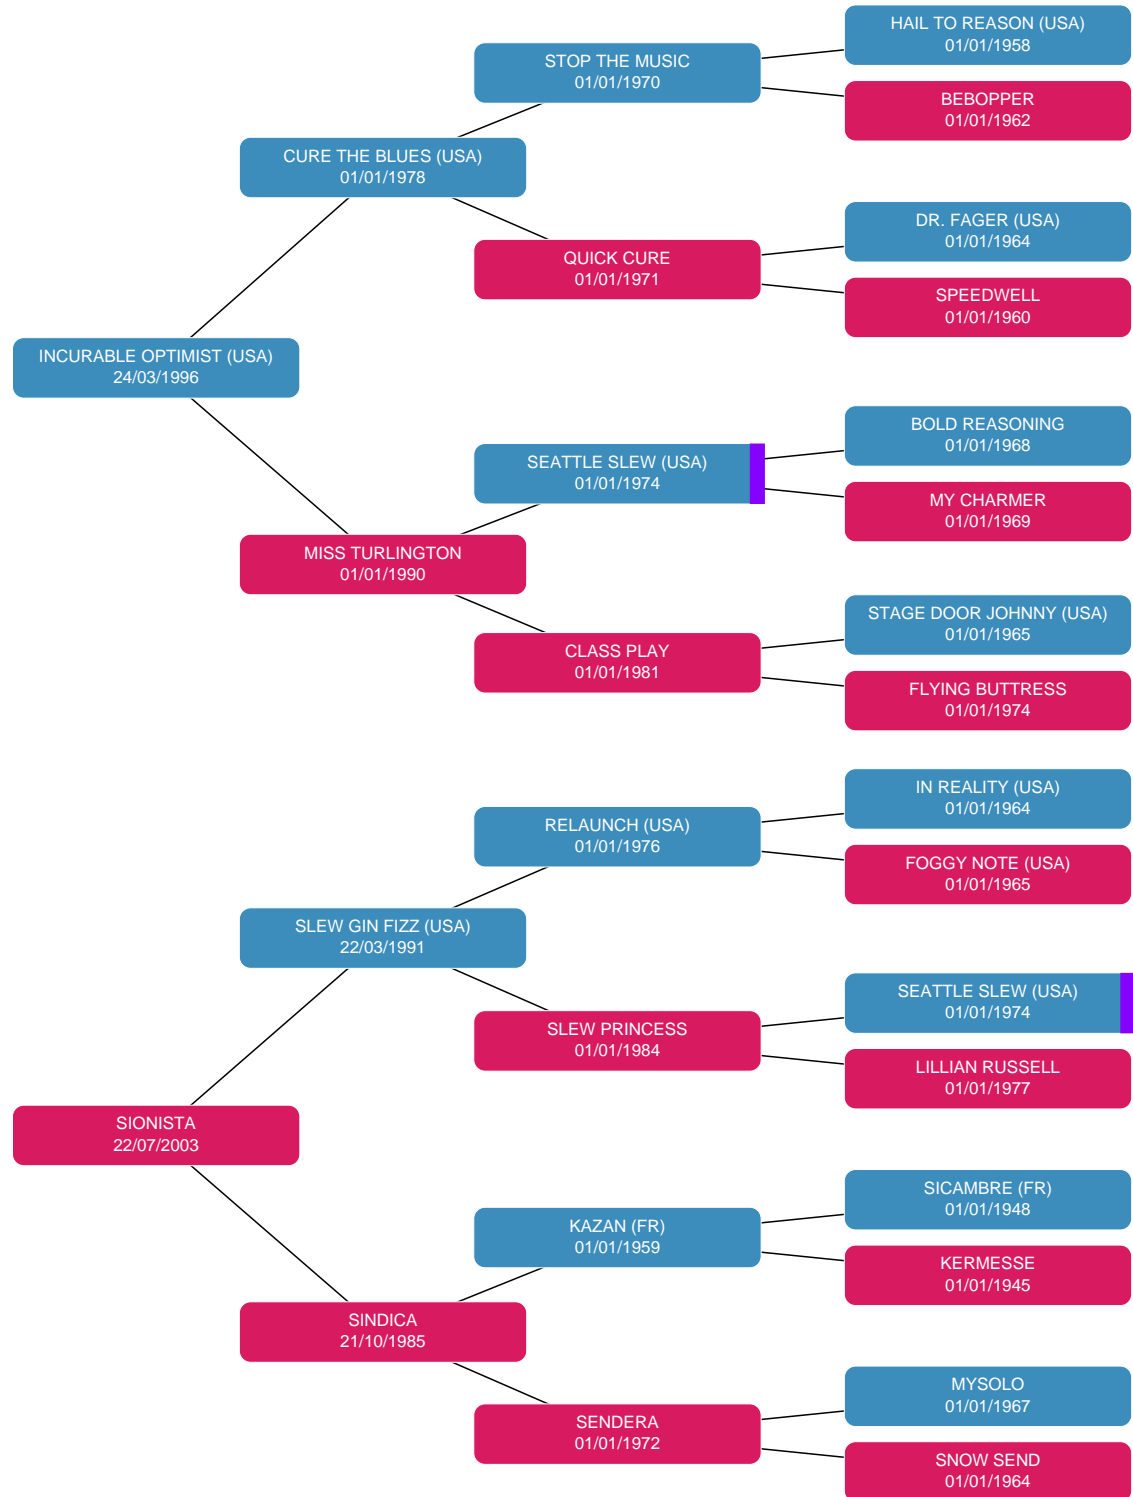 HAIL TO REASON (USA)
01/01/1958
STOP THE MUSIC
01/01/1970
BEBOPPER
01/01/1962
CURE THE BLUES (USA)
01/01/1978
DR. FAGER (USA)
01/01/1964
QUICK CURE
01/01/1971
SPEEDWELL
01/01/1960
INCURABLE OPTIMIST (USA)
24/03/1996
BOLD REASONING
01/01/1968
SEATTLE SLEW (USA)
01/01/1974
MY CHARMER
01/01/1969
MISS TURLINGTON
01/01/1990
STAGE DOOR JOHNNY (USA)
01/01/1965
CLASS PLAY
01/01/1981
FLYING BUTTRESS
01/01/1974
IN REALITY (USA)
01/01/1964
RELAUNCH (USA)
01/01/1976
FOGGY NOTE (USA)
01/01/1965
SLEW GIN FIZZ (USA)
22/03/1991
SEATTLE SLEW (USA)
01/01/1974
SLEW PRINCESS
01/01/1984
LILLIAN RUSSELL
01/01/1977
SIONISTA
22/07/2003
SICAMBRE (FR)
01/01/1948
KAZAN (FR)
01/01/1959
KERMESSE
01/01/1945
SINDICA
21/10/1985
MYSOLO
01/01/1967
SENDERA
01/01/1972
SNOW SEND
01/01/1964